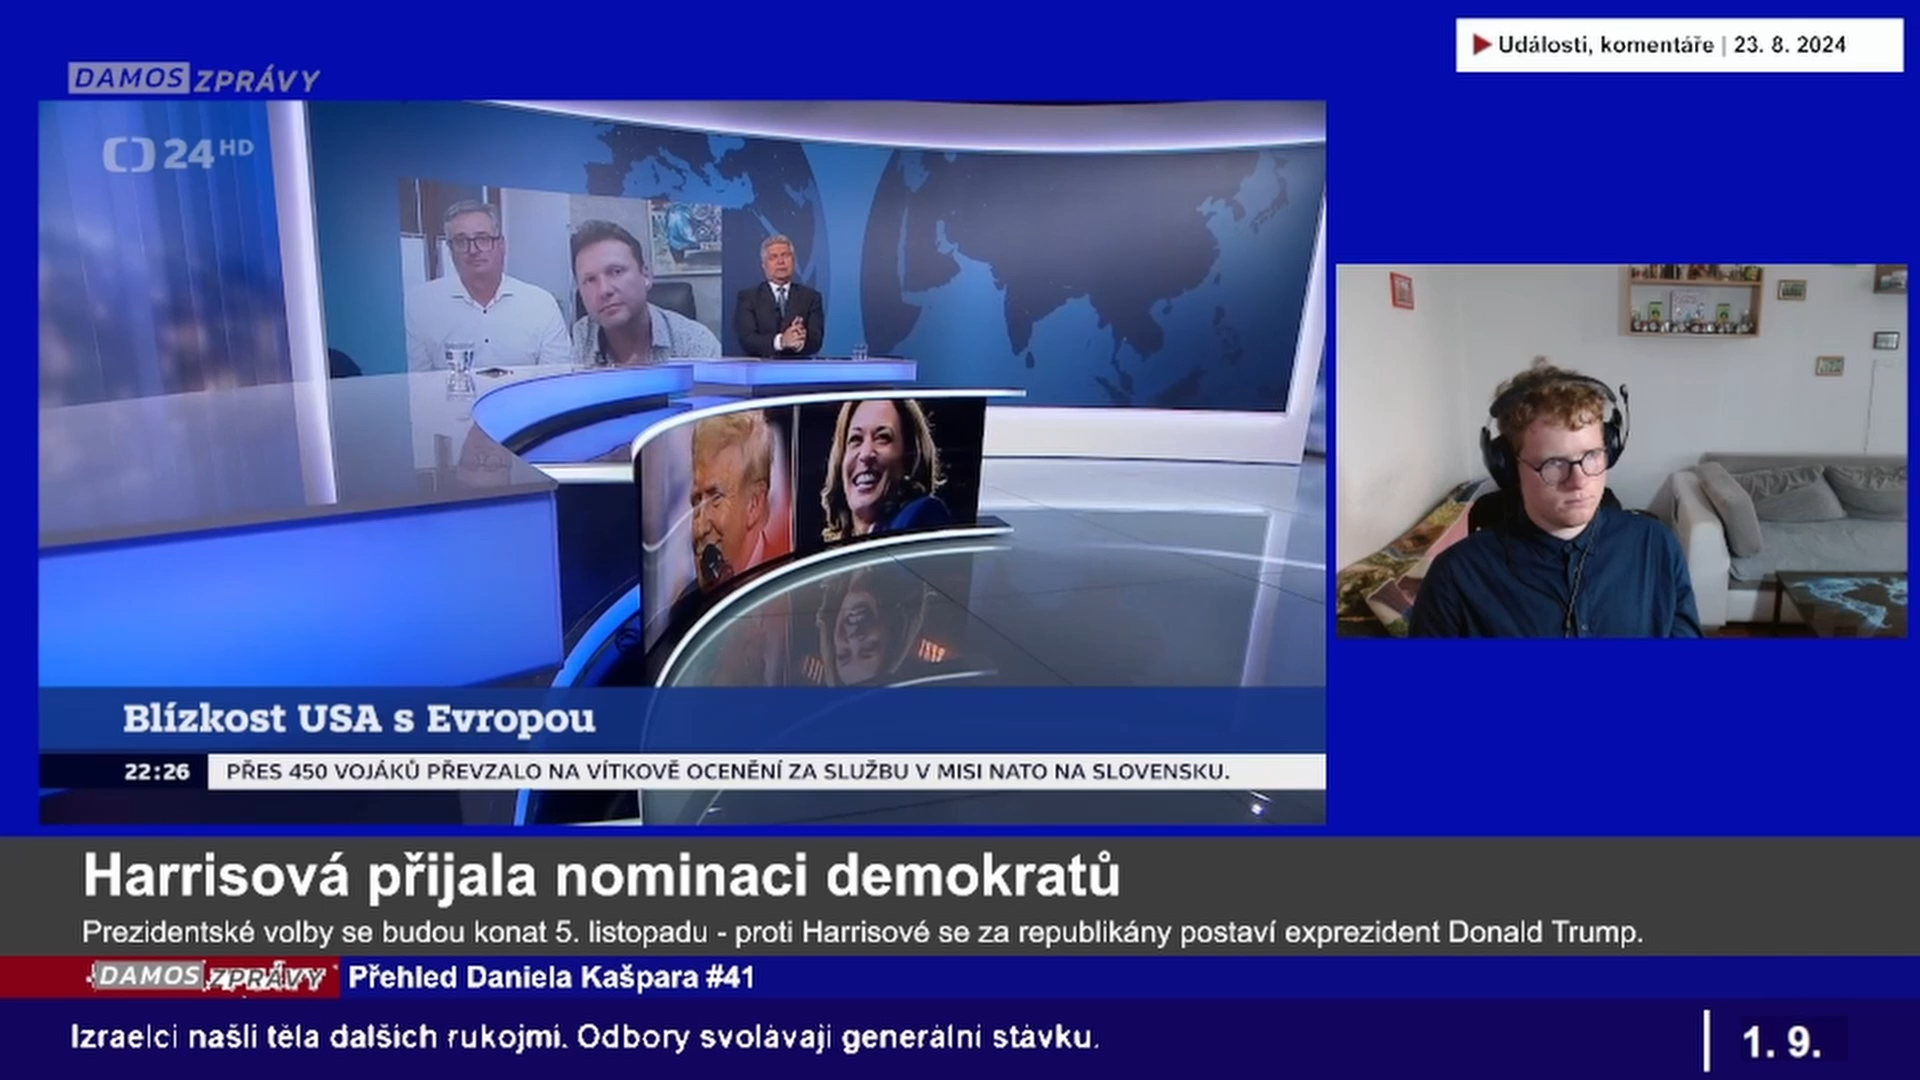 Události, komentáře | 23. 8. 2024
DAMOS ZPRÁVY
24 HD
Blízkost USA s Evropou
22:26 PŘES 450 VOJÁKŮ PŘEVZALO NA VÍTKOVĚ OCENĚNÍ ZA SLUŽBU V MISI NATO NA SLOVENSKU.
Harrisová přijala nominaci demokratů
Prezidentské volby se budou konat 5. listopadu - proti Harrisové se za republikány postaví exprezident Donald Trump.
DAMOS ZPRÁVY Přehled Daniela Kašpara #41
Izraelci našli těla dalších rukojmí. Odbory svolávají generální stávku. 1. 9.